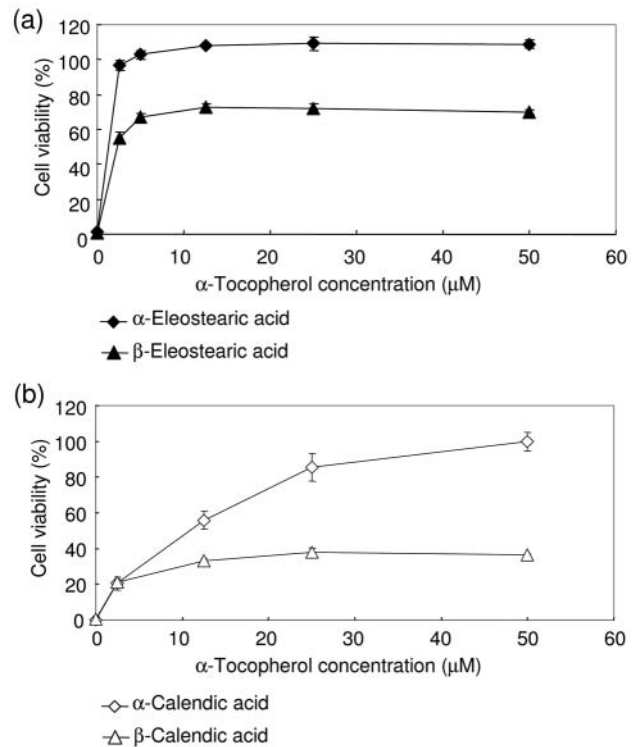 (a)
120
100
80
60
40
20
0
Cell viability (%)
0 10 20 30 40 50 60
α-Tocopherol concentration (μM)
α-Eleostearic acid
β-Eleostearic acid
(b)
120
100
80
60
40
20
0
Cell viability (%)
0 10 20 30 40 50 60
α-Tocopherol concentration (μM)
α-Calendic acid
β-Calendic acid